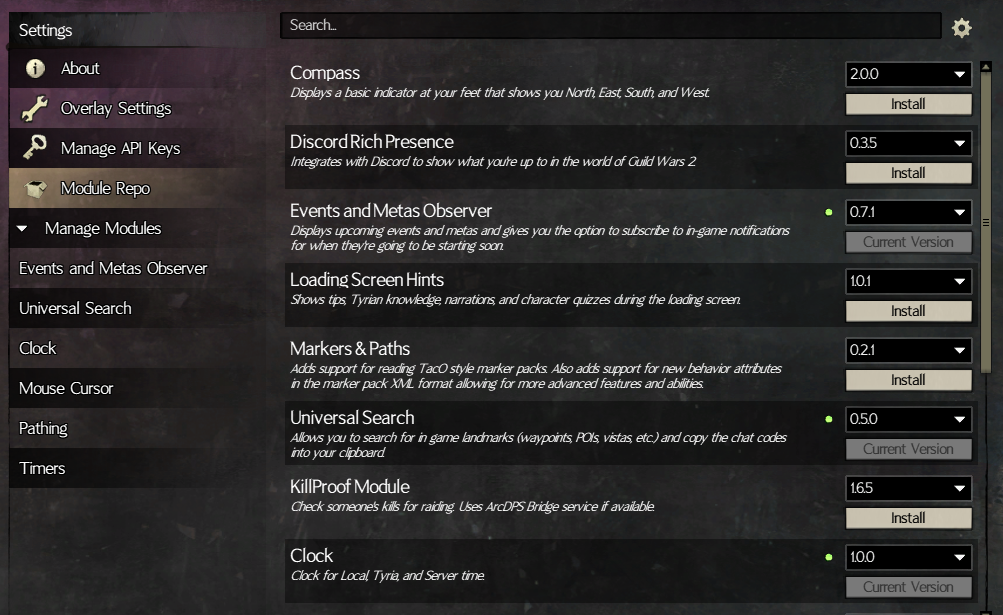 Settings
Search...
About
Overlay Settings
Manage API Keys
Module Repo
Manage Modules
Events and Metas Observer
Universal Search
Clock
Mouse Cursor
Pathing
Timers
Compass
Displays a basic indicator at your feet that shows you North, East, South, and West.
2.0.0
Install
Discord Rich Presence
Integrates with Discord to show what you're up to in the world of Guild Wars 2
0.3.5
Install
Events and Metas Observer
Displays upcoming events and metas and gives you the option to subscribe to in-game notifications
for when they're going to be starting soon.
0.7.1
Current Version
Loading Screen Hints
Shows tips, Tyrian knowledge, narrations, and character quizzes during the loading screen.
1.0.1
Install
Markers & Paths
Adds support for reading TacO style marker packs. Also adds support for new behavior attributes
in the marker pack XML format allowing for more advanced features and abilities.
0.2.1
Install
Universal Search
Allows you to search for in game landmarks (waypoints, POIs, vistas, etc.) and copy the chat codes
into your clipboard.
0.5.0
Current Version
KillProof Module
Check someone's kills for raiding. Uses ArcDPS Bridge service if available.
1.6.5
Install
Clock
Clock for Local, Tyria, and Server time.
1.0.0
Current Version